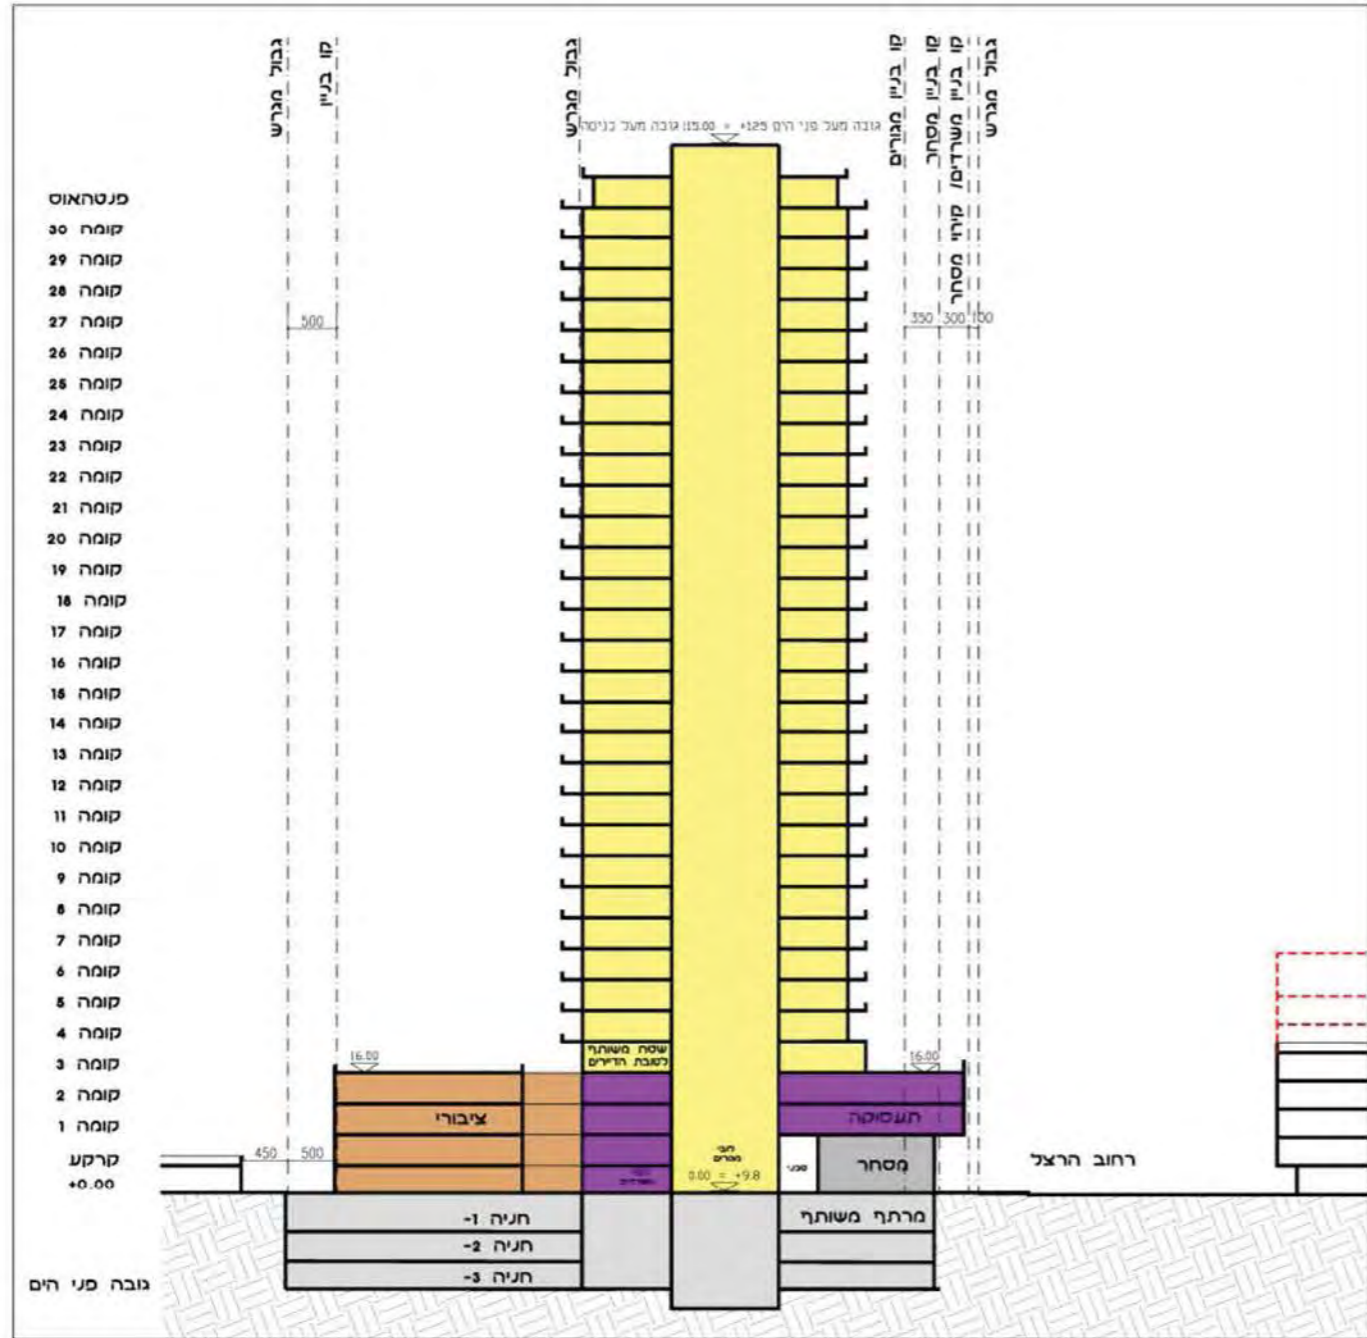 גבול מגרש
קו בניין
גבול מגרש
קו בניין מגורים
קו בניין מסחר
קו בניין משרדים/ קירוי מסחר
גבול מגרש
גובה מעל פני הים 125+ = 115.00 גובה מעל כניסה
פנטהאוס
קומה 30
קומה 29
קומה 28
קומה 27
קומה 26
קומה 25
קומה 24
קומה 23
קומה 22
קומה 21
קומה 20
קומה 19
קומה 18
קומה 17
קומה 16
קומה 15
קומה 14
קומה 13
קומה 12
קומה 11
קומה 10
קומה 9
קומה 8
קומה 7
קומה 6
קומה 5
קומה 4
קומה 3
קומה 2
קומה 1
קרקע
+0.00
גובה פני הים
500
350 300 100
שטח משותף
לטובת הדיירים
16.00
16.00
ציבורי
תעסוקה
450 500
לובי
מגורים
0.00 = +9.8
טכני
מסחר
רחוב הרצל
חניה 1-
מרתף משותף
חניה 2-
חניה 3-